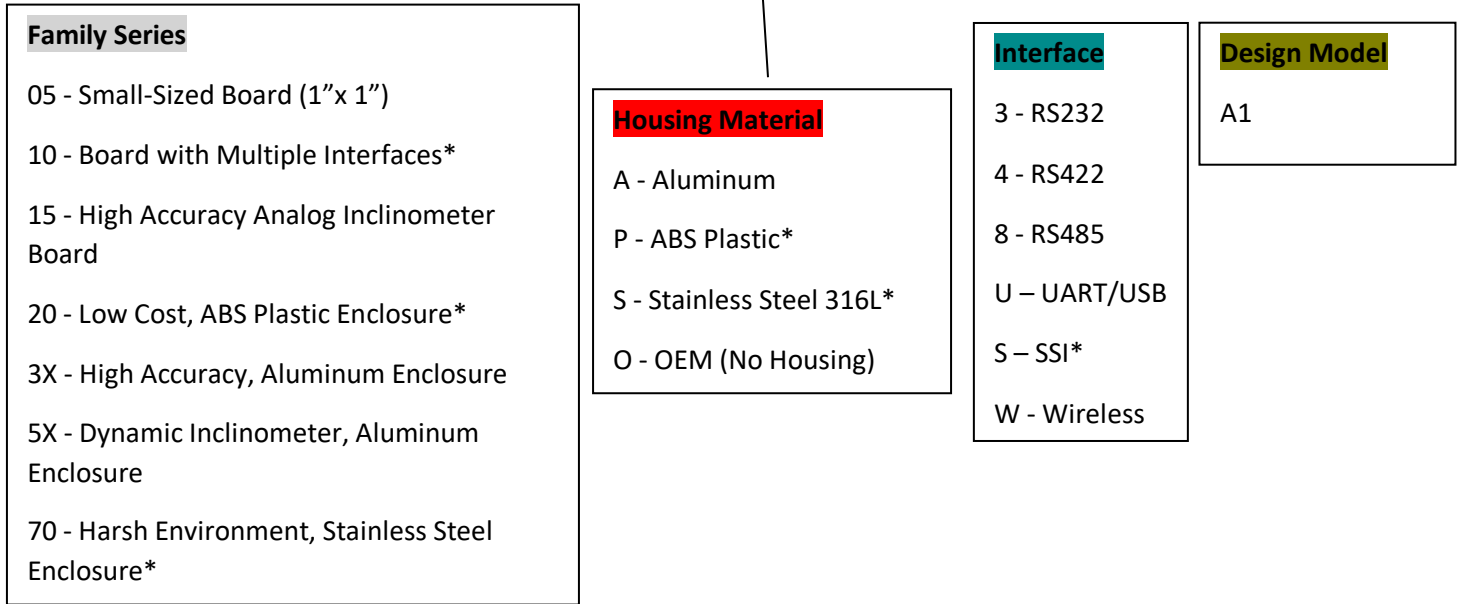 Family Series
05 - Small-Sized Board (1”x 1”)
10 - Board with Multiple Interfaces*
15 - High Accuracy Analog Inclinometer
Board
20 - Low Cost, ABS Plastic Enclosure*
3X - High Accuracy, Aluminum Enclosure
5X - Dynamic Inclinometer, Aluminum
Enclosure
70 - Harsh Environment, Stainless Steel
Enclosure*
Housing Material
A - Aluminum
P - ABS Plastic*
S - Stainless Steel 316L*
O - OEM (No Housing)
Interface
3 - RS232
4 - RS422
8 - RS485
U – UART/USB
S – SSI*
W - Wireless
Design Model
A1